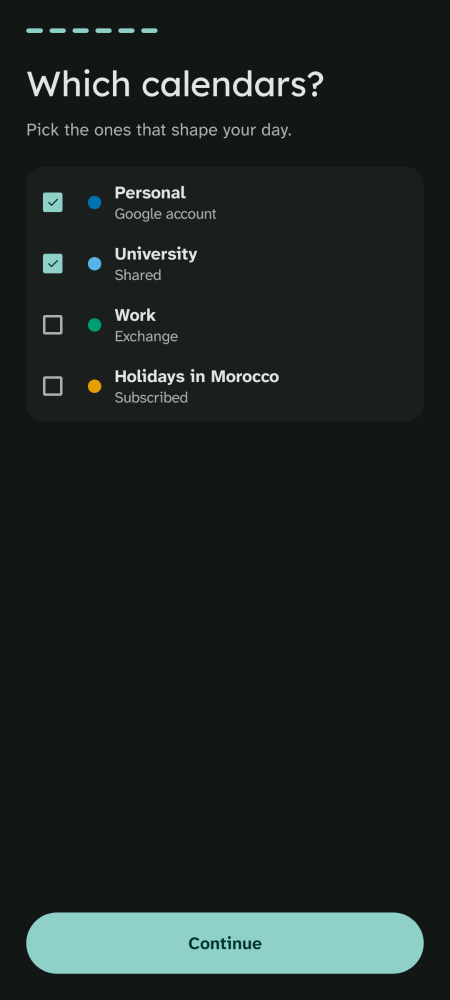 Which calendars?
Pick the ones that shape your day.
Personal
Google account
University
Shared
Work
Exchange
Holidays in Morocco
Subscribed
Continue